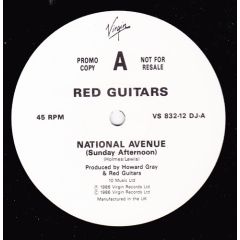 Virgin
PROMO COPY
A
NOT FOR RESALE
RED GUITARS
45 RPM
VS 832-12 DJ-A
NATIONAL AVENUE
(Sunday Afternoon)
(Holmes/Lewis)
Produced by Howard Gray
& Red Guitars
10 Music Ltd
℗ 1986 Virgin Records Ltd
© 1986 Virgin Records Ltd
Manufactured in the UK